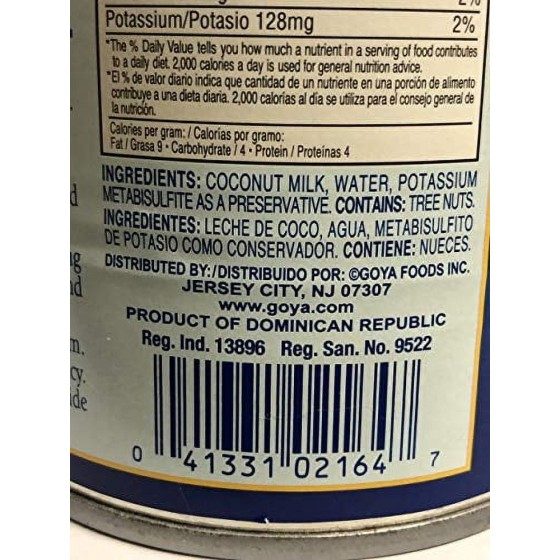 2%
Potassium/Potasio 128mg 2%
*The % Daily Value tells you how much a nutrient in a serving of food contributes
to a daily diet. 2,000 calories a day is used for general nutrition advice.
*El % de valor diario indica que cantidad de un nutriente en una porción de alimento
contribuye a una dieta diaria. 2,000 calorías al día se utiliza para el consejo general de
la nutrición.
Calories per gram: / Calorías por gramo:
Fat / Grasa 9 • Carbohydrate / 4 • Protein / Proteínas 4
INGREDIENTS: COCONUT MILK, WATER, POTASSIUM
METABISULFITE AS A PRESERVATIVE. CONTAINS: TREE NUTS.
INGREDIENTES: LECHE DE COCO, AGUA, METABISULFITO
DE POTASIO COMO CONSERVADOR. CONTIENE: NUECES.
DISTRIBUTED BY:/DISTRIBUIDO POR: ©GOYA FOODS INC.
JERSEY CITY, NJ 07307
www.goya.com
PRODUCT OF DOMINICAN REPUBLIC
Reg. Ind. 13896 Reg. San. No. 9522
0 41331 02164 7